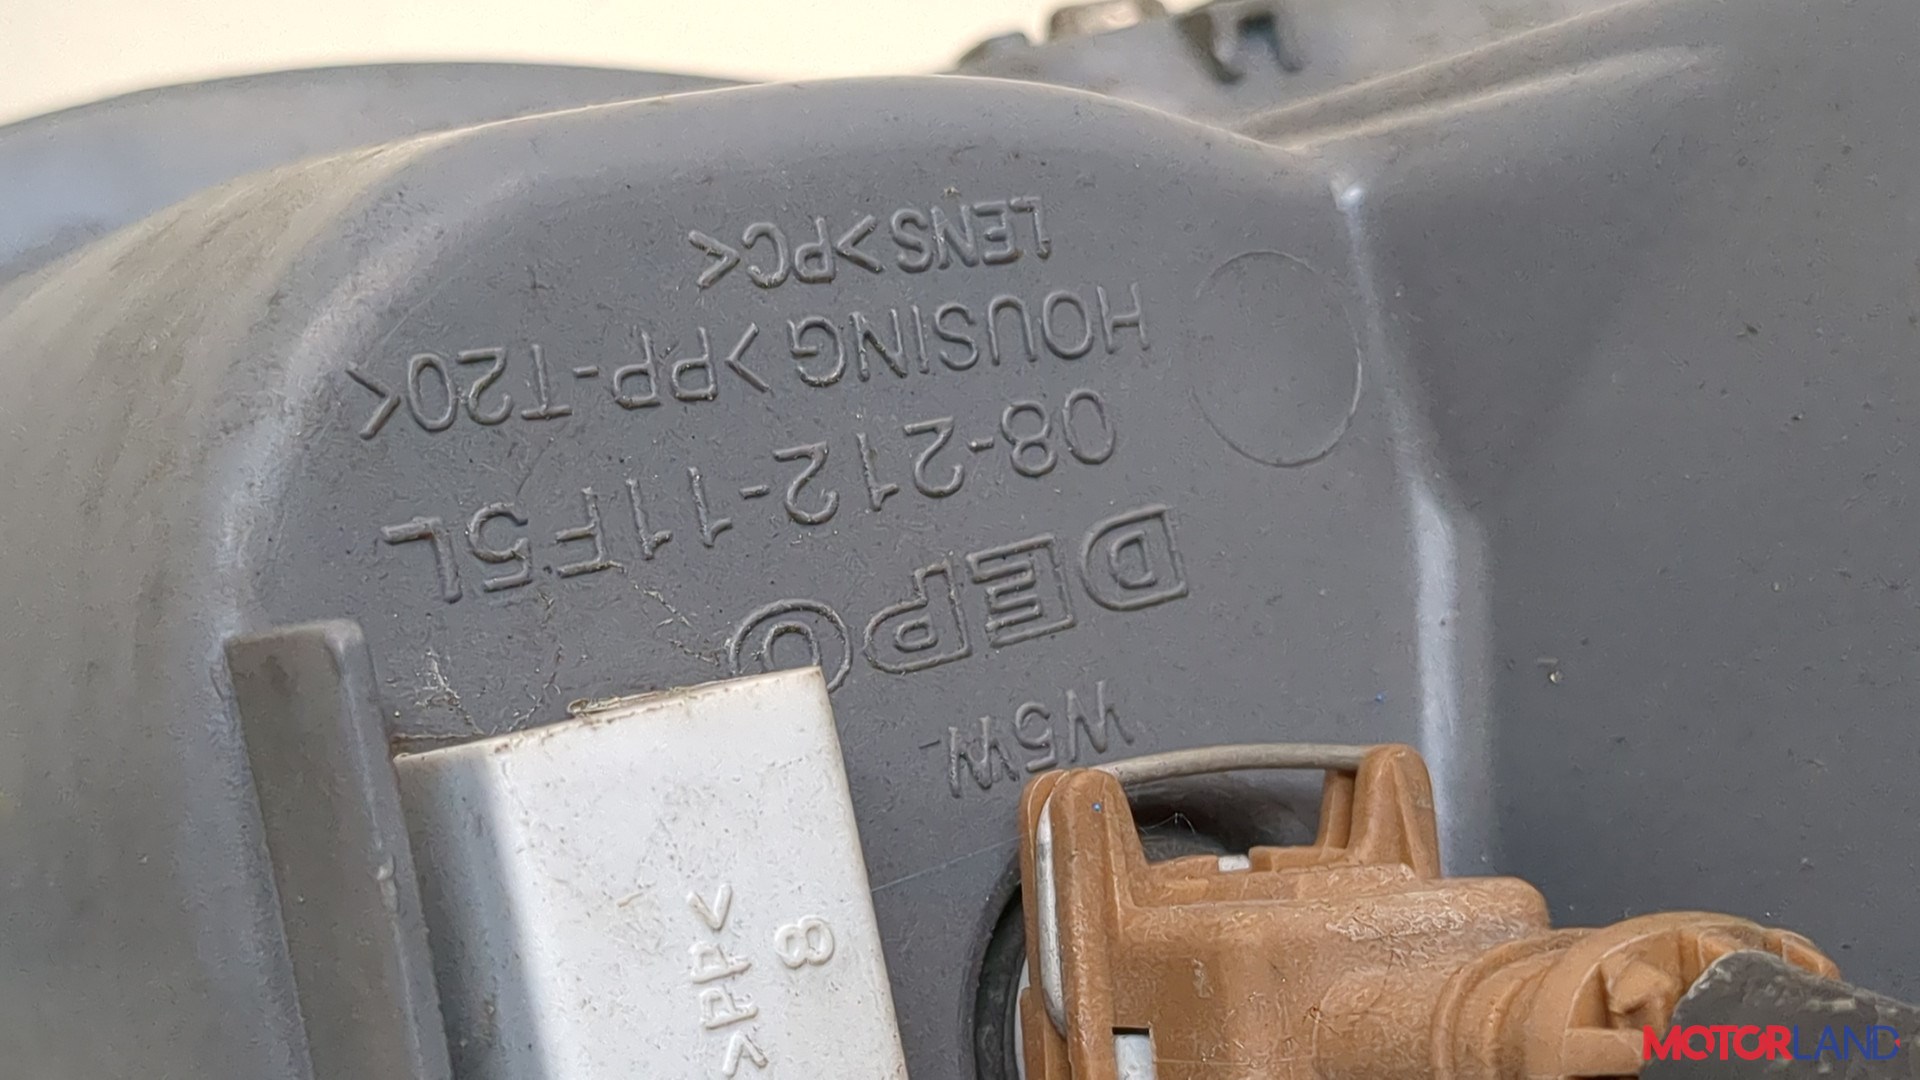 W5W
DEPO
08-212-11F5L
HOUSING>PP-T20<
LENS>PC<
8
>PP<
MOTORLAND